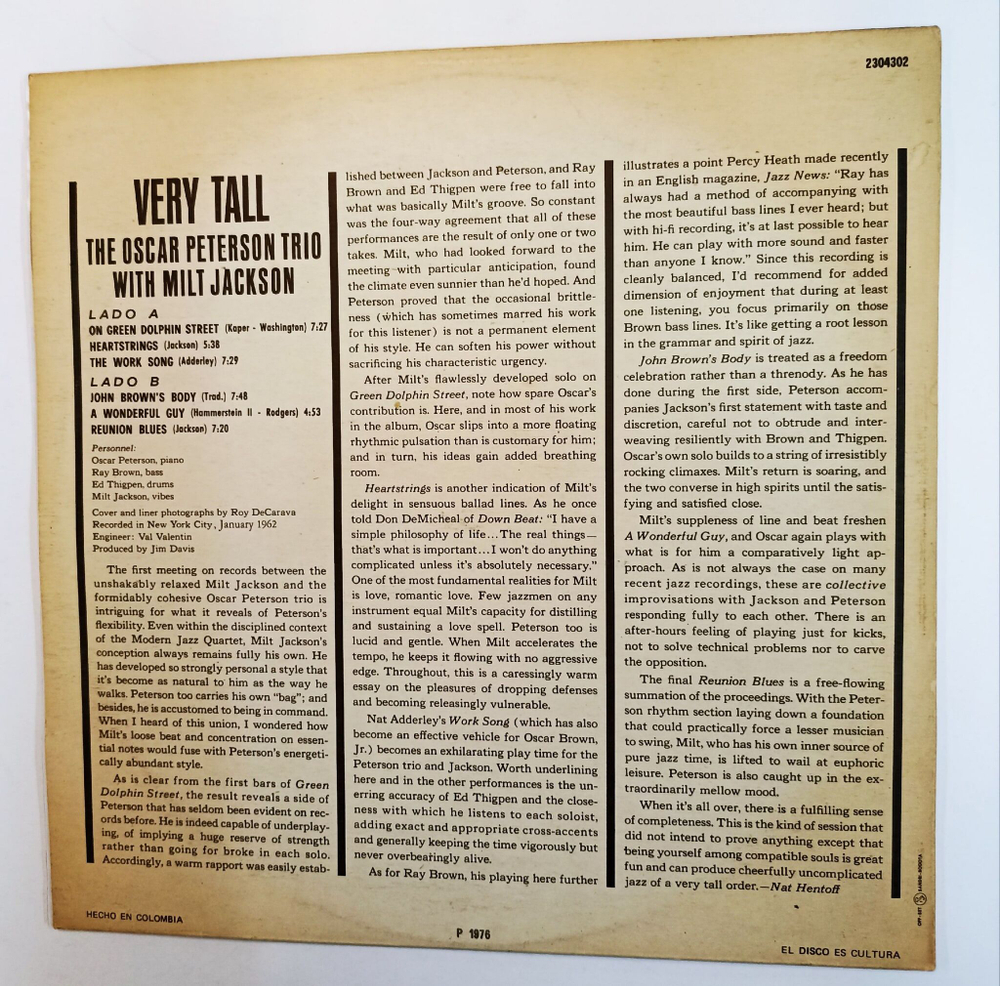 2304302
VERY TALL
THE OSCAR PETERSON TRIO
WITH MILT JACKSON
LADO A
ON GREEN DOLPHIN STREET (Kaper - Washington) 7:27
HEARTSTRINGS (Jackson) 5:38
THE WORK SONG (Adderley) 7:29
LADO B
JOHN BROWN'S BODY (Trad.) 7:48
A WONDERFUL GUY (Hammerstein II - Rodgers) 4:53
REUNION BLUES (Jackson) 7:20
Personnel:
Oscar Peterson, piano
Ray Brown, bass
Ed Thigpen, drums
Milt Jackson, vibes
Cover and liner photographs by Roy DeCarava
Recorded in New York City, January 1962
Engineer: Val Valentin
Produced by Jim Davis
The first meeting on records between the
unshakably relaxed Milt Jackson and the
formidably cohesive Oscar Peterson trio is
intriguing for what it reveals of Peterson's
flexibility. Even within the disciplined context
of the Modern Jazz Quartet, Milt Jackson's
conception always remains fully his own. He
has developed so strongly personal a style that
it's become as natural to him as the way he
walks. Peterson too carries his own "bag"; and
besides, he is accustomed to being in command.
When I heard of this union, I wondered how
Milt's loose beat and concentration on essen-
tial notes would fuse with Peterson's energeti-
cally abundant style.
As is clear from the first bars of Green
Dolphin Street, the result reveals a side of
Peterson that has seldom been evident on rec-
ords before. He is indeed capable of underplay-
ing, of implying a huge reserve of strength
rather than going for broke in each solo.
Accordingly, a warm rapport was easily estab-
lished between Jackson and Peterson, and Ray
Brown and Ed Thigpen were free to fall into
what was basically Milt's groove. So constant
was the four-way agreement that all of these
performances are the result of only one or two
takes. Milt, who had looked forward to the
meeting with particular anticipation, found
the climate even sunnier than he'd hoped. And
Peterson proved that the occasional brittle-
ness (which has sometimes marred his work
for this listener) is not a permanent element
of his style. He can soften his power without
sacrificing his characteristic urgency.
After Milt's flawlessly developed solo on
Green Dolphin Street, note how spare Oscar's
contribution is. Here, and in most of his work
in the album, Oscar slips into a more floating
rhythmic pulsation than is customary for him;
and in turn, his ideas gain added breathing
room.
Heartstrings is another indication of Milt's
delight in sensuous ballad lines. As he once
told Don DeMicheal of Down Beat: "I have a
simple philosophy of life...The real things—
that's what is important...I won't do anything
complicated unless it's absolutely necessary."
One of the most fundamental realities for Milt
is love, romantic love. Few jazzmen on any
instrument equal Milt's capacity for distilling
and sustaining a love spell. Peterson too is
lucid and gentle. When Milt accelerates the
tempo, he keeps it flowing with no aggressive
edge. Throughout, this is a caressingly warm
essay on the pleasures of dropping defenses
and becoming releasingly vulnerable.
Nat Adderley's Work Song (which has also
become an effective vehicle for Oscar Brown,
Jr.) becomes an exhilarating play time for the
Peterson trio and Jackson. Worth underlining
here and in the other performances is the un-
erring accuracy of Ed Thigpen and the close-
ness with which he listens to each soloist,
adding exact and appropriate cross-accents
and generally keeping the time vigorously but
never overbearingly alive.
As for Ray Brown, his playing here further
illustrates a point Percy Heath made recently
in an English magazine, Jazz News: "Ray has
always had a method of accompanying with
the most beautiful bass lines I ever heard; but
with hi-fi recording, it's at last possible to hear
him. He can play with more sound and faster
than anyone I know." Since this recording is
cleanly balanced, I'd recommend for added
dimension of enjoyment that during at least
one listening, you focus primarily on those
Brown bass lines. It's like getting a root lesson
in the grammar and spirit of jazz.
John Brown's Body is treated as a freedom
celebration rather than a threnody. As he has
done during the first side, Peterson accom-
panies Jackson's first statement with taste and
discretion, careful not to obtrude and inter-
weaving resiliently with Brown and Thigpen.
Oscar's own solo builds to a string of irresistibly
rocking climaxes. Milt's return is soaring, and
the two converse in high spirits until the satis-
fying and satisfied close.
Milt's suppleness of line and beat freshen
A Wonderful Guy, and Oscar again plays with
what is for him a comparatively light ap-
proach. As is not always the case on many
recent jazz recordings, these are collective
improvisations with Jackson and Peterson
responding fully to each other. There is an
after-hours feeling of playing just for kicks,
not to solve technical problems nor to carve
the opposition.
The final Reunion Blues is a free-flowing
summation of the proceedings. With the Peter-
son rhythm section laying down a foundation
that could practically force a lesser musician
to swing, Milt, who has his own inner source of
pure jazz time, is lifted to wail at euphoric
leisure. Peterson is also caught up in the ex-
traordinarily mellow mood.
When it's all over, there is a fulfilling sense
of completeness. This is the kind of session that
did not intend to prove anything except that
being yourself among compatible souls is great
fun and can produce cheerfully uncomplicated
jazz of a very tall order.—Nat Hentoff
HECHO EN COLOMBIA
P 1976
EL DISCO ES CULTURA